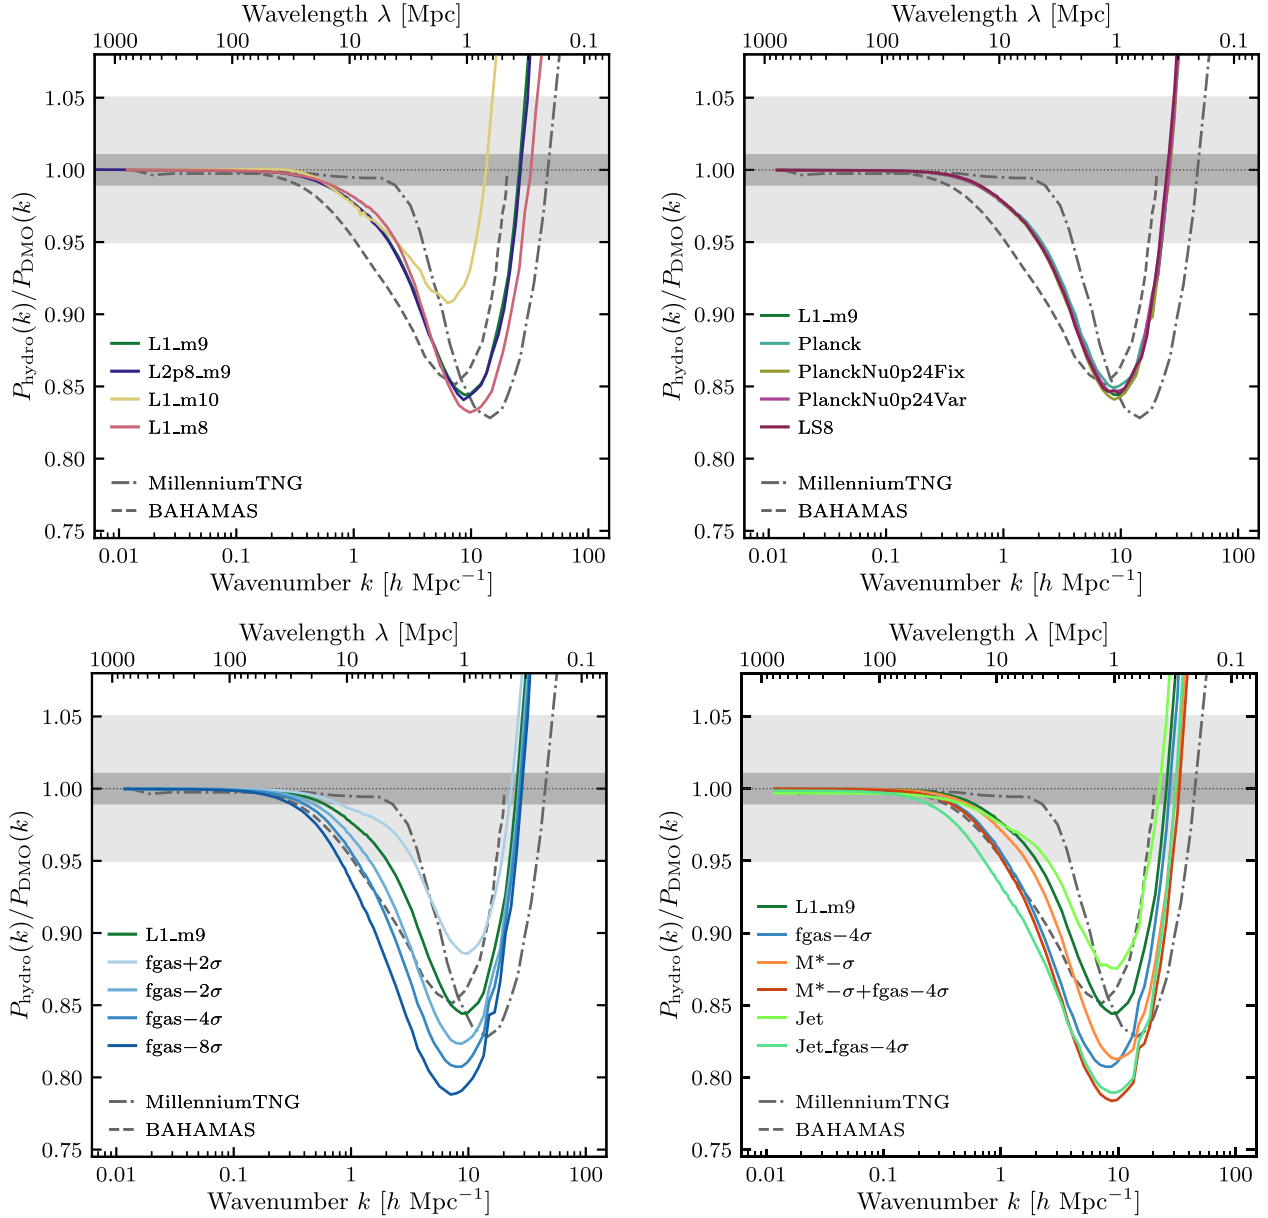 Wavelength λ [Mpc]
1000 100 10 1 0.1
1.05
1.00
0.95
0.90
0.85
0.80
0.75
P_hydro(k)/P_DMO(k)
L1_m9
L2p8_m9
L1_m10
L1_m8
MillenniumTNG
BAHAMAS
0.01 0.1 1 10 100
Wavenumber k [h Mpc⁻¹]
Wavelength λ [Mpc]
1000 100 10 1 0.1
1.05
1.00
0.95
0.90
0.85
0.80
0.75
P_hydro(k)/P_DMO(k)
L1_m9
Planck
PlanckNu0p24Fix
PlanckNu0p24Var
LS8
MillenniumTNG
BAHAMAS
0.01 0.1 1 10 100
Wavenumber k [h Mpc⁻¹]
Wavelength λ [Mpc]
1000 100 10 1 0.1
1.05
1.00
0.95
0.90
0.85
0.80
0.75
P_hydro(k)/P_DMO(k)
L1_m9
fgas+2σ
fgas−2σ
fgas−4σ
fgas−8σ
MillenniumTNG
BAHAMAS
0.01 0.1 1 10 100
Wavenumber k [h Mpc⁻¹]
Wavelength λ [Mpc]
1000 100 10 1 0.1
1.05
1.00
0.95
0.90
0.85
0.80
0.75
P_hydro(k)/P_DMO(k)
L1_m9
fgas−4σ
M*−σ
M*−σ+fgas−4σ
Jet
Jet_fgas−4σ
MillenniumTNG
BAHAMAS
0.01 0.1 1 10 100
Wavenumber k [h Mpc⁻¹]